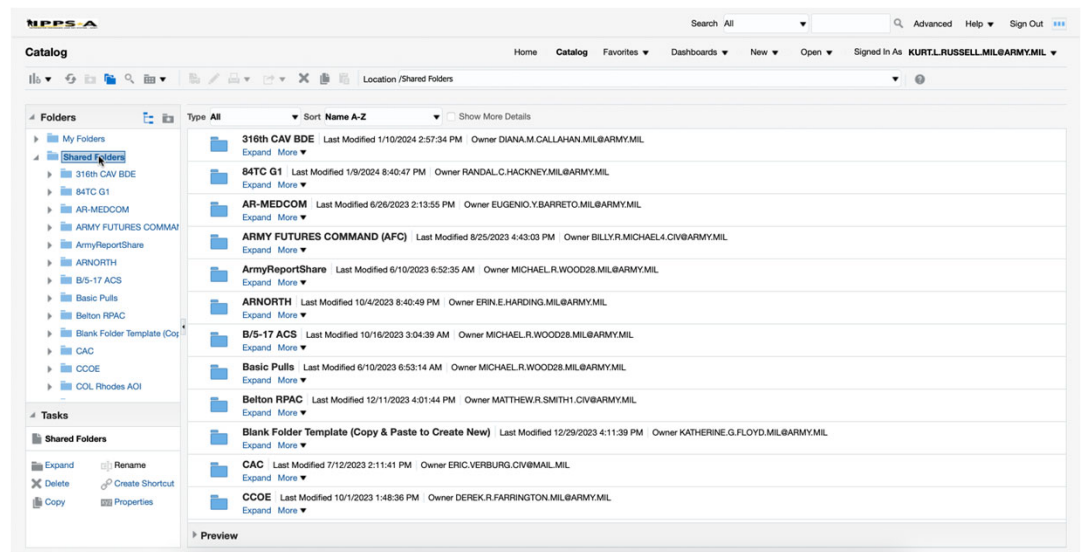 IPPS-A
Search All Advanced Help Sign Out
Catalog Home Catalog Favorites Dashboards New Open Signed In As KURT.L.RUSSELL.MIL@ARMY.MIL
Location /Shared Folders
Folders Type All Sort Name A-Z Show More Details
My Folders
Shared Folders
316th CAV BDE
84TC G1
AR-MEDCOM
ARMY FUTURES COMMAN
ArmyReportShare
ARNORTH
B/5-17 ACS
Basic Pulls
Belton RPAC
Blank Folder Template (Cop
CAC
CCOE
COL Rhodes AOI
Tasks
Shared Folders
Expand Rename
Delete Create Shortcut
Copy Properties
316th CAV BDE Last Modified 1/10/2024 2:57:34 PM Owner DIANA.M.CALLAHAN.MIL@ARMY.MIL
Expand More
84TC G1 Last Modified 1/9/2024 8:40:47 PM Owner RANDAL.C.HACKNEY.MIL@ARMY.MIL
Expand More
AR-MEDCOM Last Modified 6/26/2023 2:13:55 PM Owner EUGENIO.Y.BARRETO.MIL@ARMY.MIL
Expand More
ARMY FUTURES COMMAND (AFC) Last Modified 8/25/2023 4:43:03 PM Owner BILLY.R.MICHAEL4.CIV@ARMY.MIL
Expand More
ArmyReportShare Last Modified 6/10/2023 6:52:35 AM Owner MICHAEL.R.WOOD28.MIL@ARMY.MIL
Expand More
ARNORTH Last Modified 10/4/2023 8:40:49 PM Owner ERIN.E.HARDING.MIL@ARMY.MIL
Expand More
B/5-17 ACS Last Modified 10/16/2023 3:04:39 AM Owner MICHAEL.R.WOOD28.MIL@ARMY.MIL
Expand More
Basic Pulls Last Modified 6/10/2023 6:53:14 AM Owner MICHAEL.R.WOOD28.MIL@ARMY.MIL
Expand More
Belton RPAC Last Modified 12/11/2023 4:01:44 PM Owner MATTHEW.R.SMITH1.CIV@ARMY.MIL
Expand More
Blank Folder Template (Copy & Paste to Create New) Last Modified 12/29/2023 4:11:39 PM Owner KATHERINE.G.FLOYD.MIL@ARMY.MIL
Expand More
CAC Last Modified 7/12/2023 2:11:41 PM Owner ERIC.VERBURG.CIV@MAIL.MIL
Expand More
CCOE Last Modified 10/1/2023 1:48:36 PM Owner DEREK.R.FARRINGTON.MIL@ARMY.MIL
Expand More
Preview